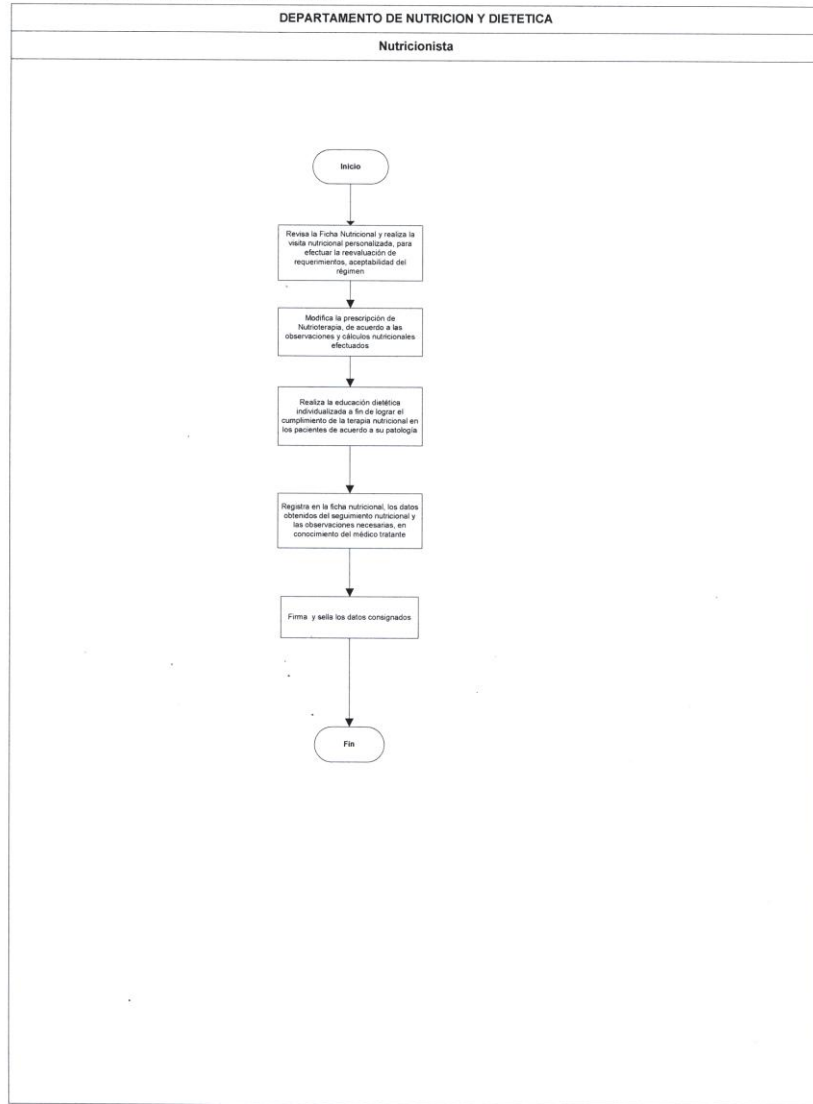 DEPARTAMENTO DE NUTRICION Y DIETETICA
Nutricionista
Inicio
Revisa la Ficha Nutricional y realiza la
visita nutricional personalizada, para
efectuar la reevaluación de
requerimientos, aceptabilidad del
régimen
Modifica la prescripción de
Nutrioterapia, de acuerdo a las
observaciones y cálculos nutricionales
efectuados
Realiza la educación dietética
individualizada a fin de lograr el
cumplimiento de la terapia nutricional en
los pacientes de acuerdo a su patología
Registra en la ficha nutricional, los datos
obtenidos del seguimiento nutricional y
las observaciones necesarias, en
conocimiento del médico tratante
Firma y sella los datos consignados
Fin